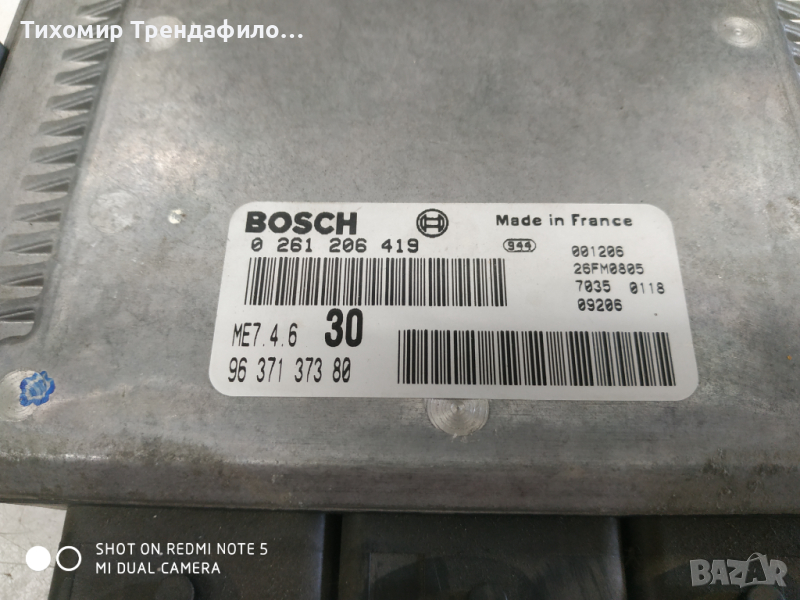 Тихомир Трендафило...
BOSCH
Made in France
0 261 206 419
944
001206
26FM0805
7035 0118
09206
ME7.4.6 30
96 371 373 80
SHOT ON REDMI NOTE 5
MI DUAL CAMERA
BAZAR